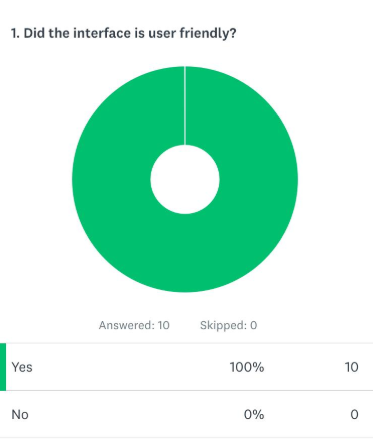 1. Did the interface is user friendly?
Answered: 10 Skipped: 0
Yes 100% 10
No 0% 0